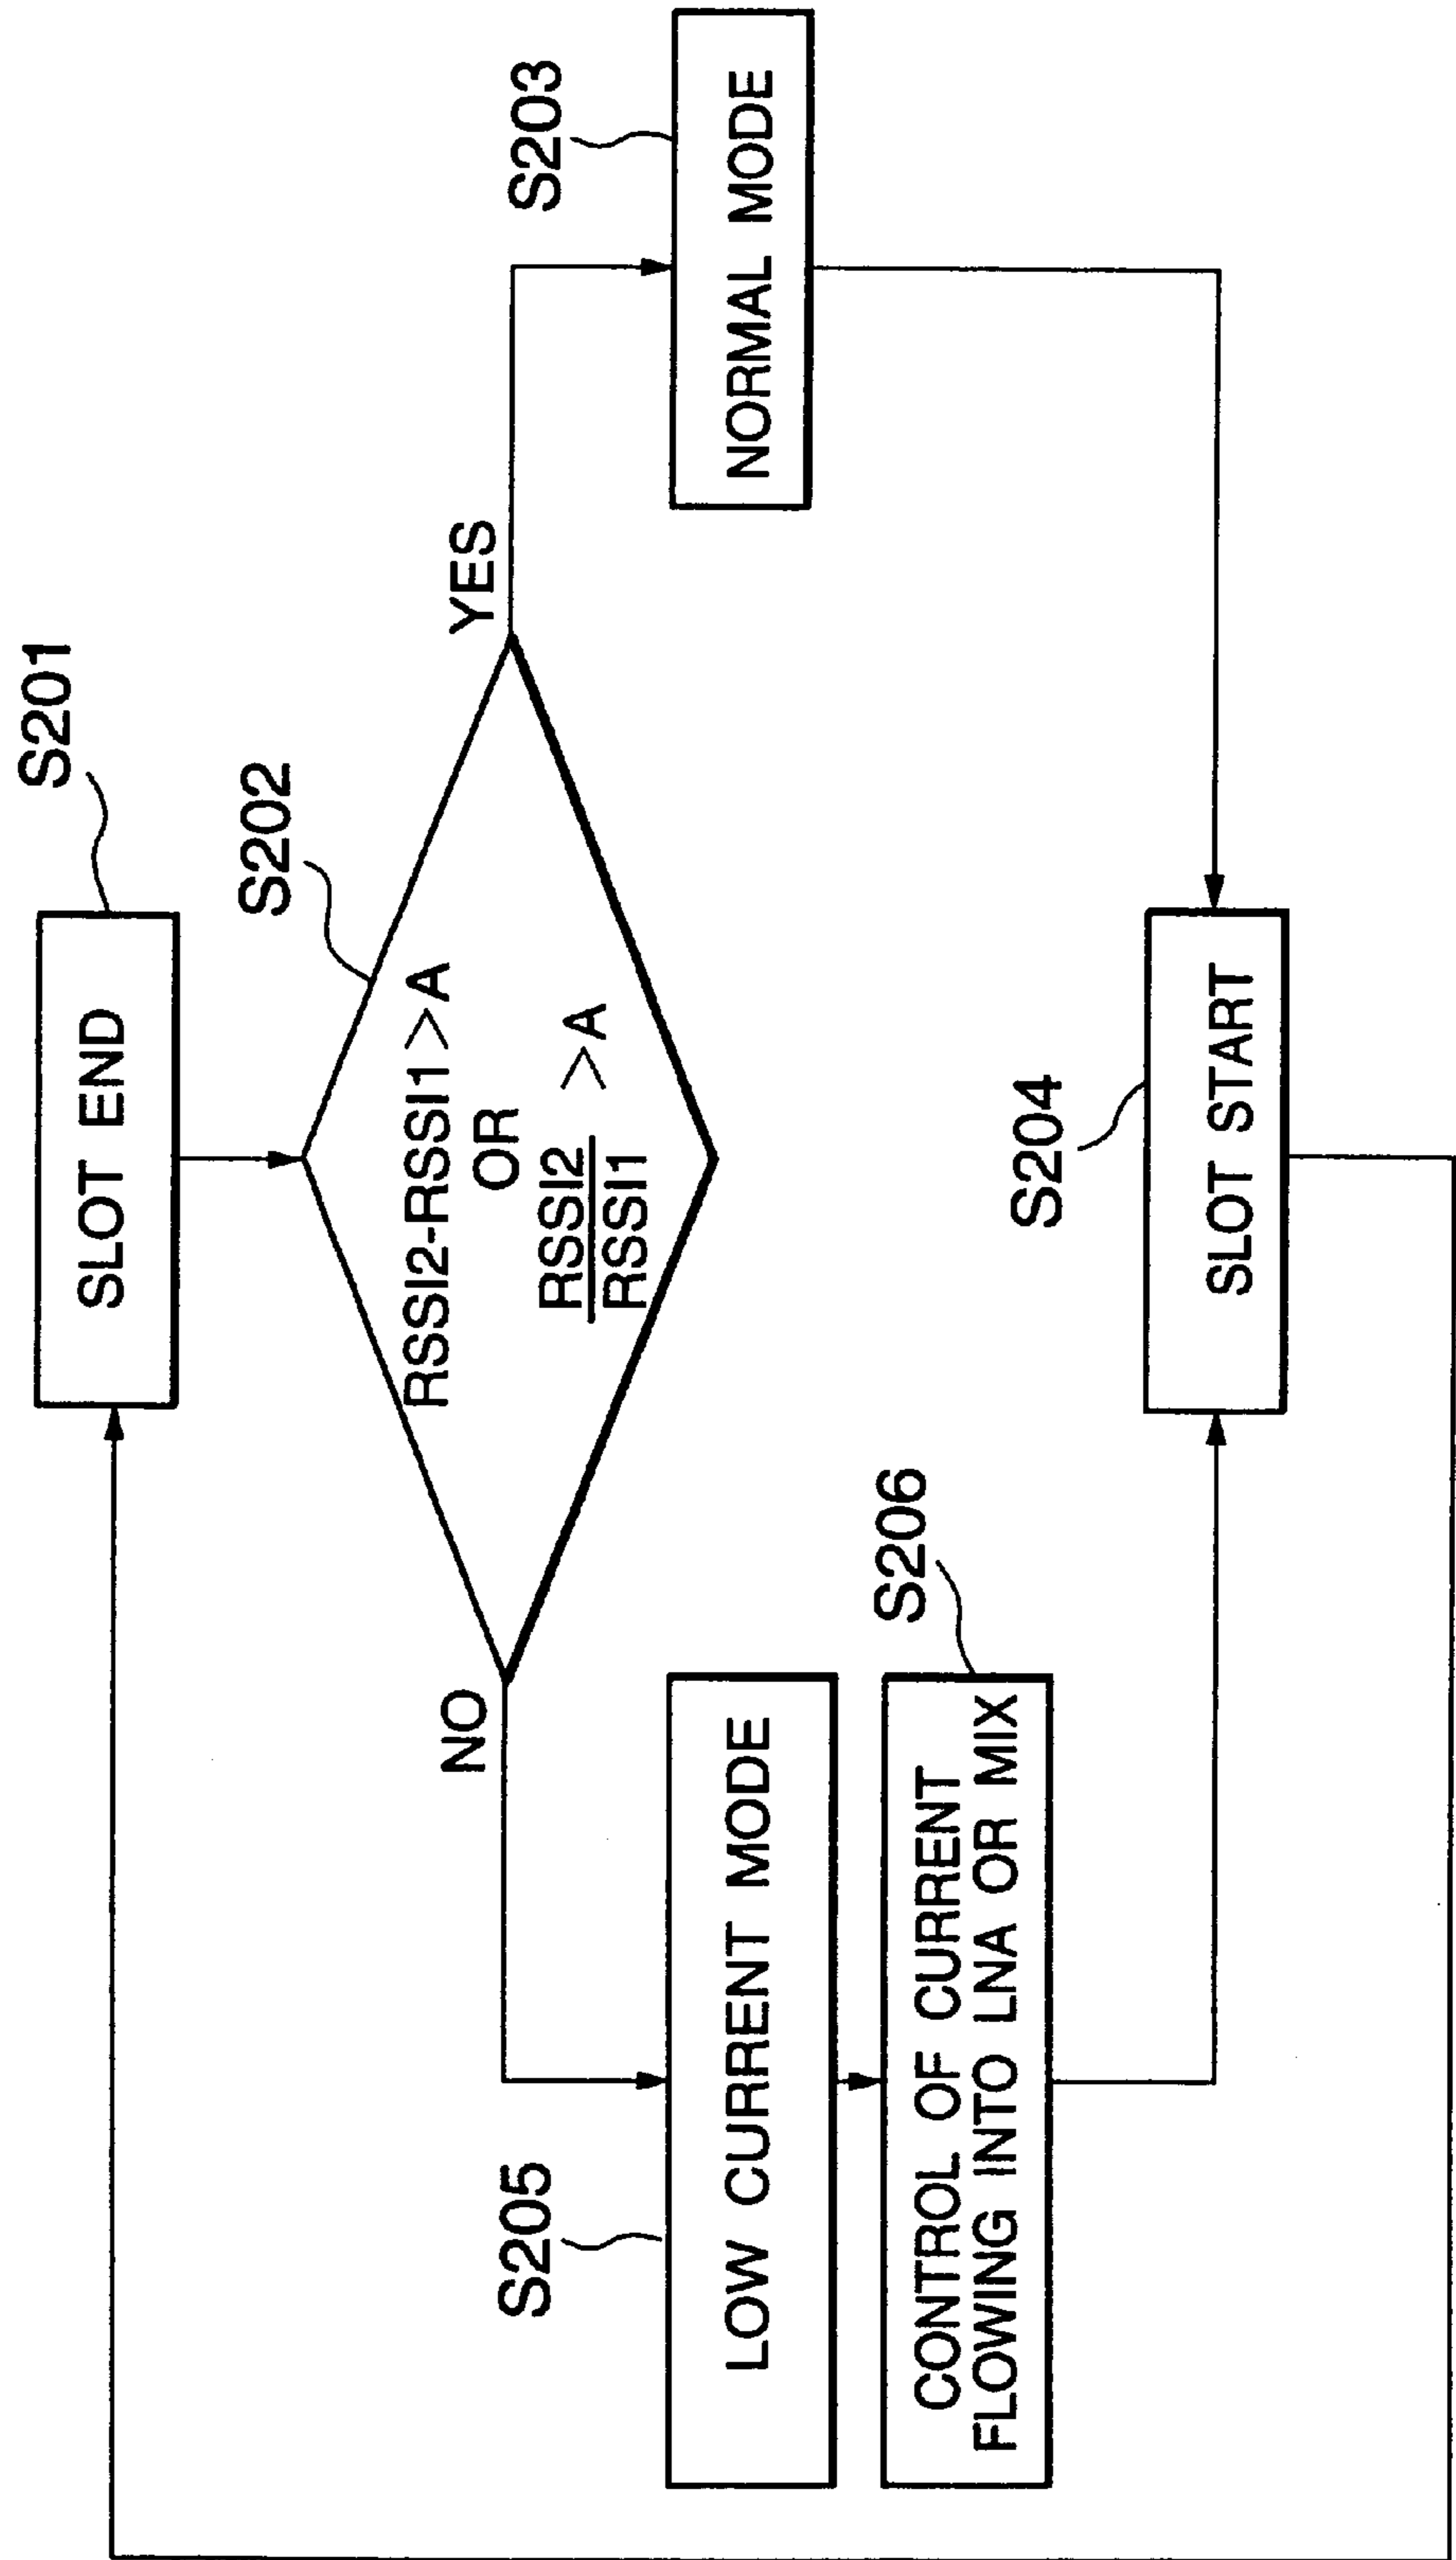 S201
SLOT END
S202
RSSI2-RSSI1>A
OR
RSSI2
RSSI1
>A
NO
YES
S203
NORMAL MODE
S205
LOW CURRENT MODE
S206
CONTROL OF CURRENT
FLOWING INTO LNA OR MIX
S204
SLOT START